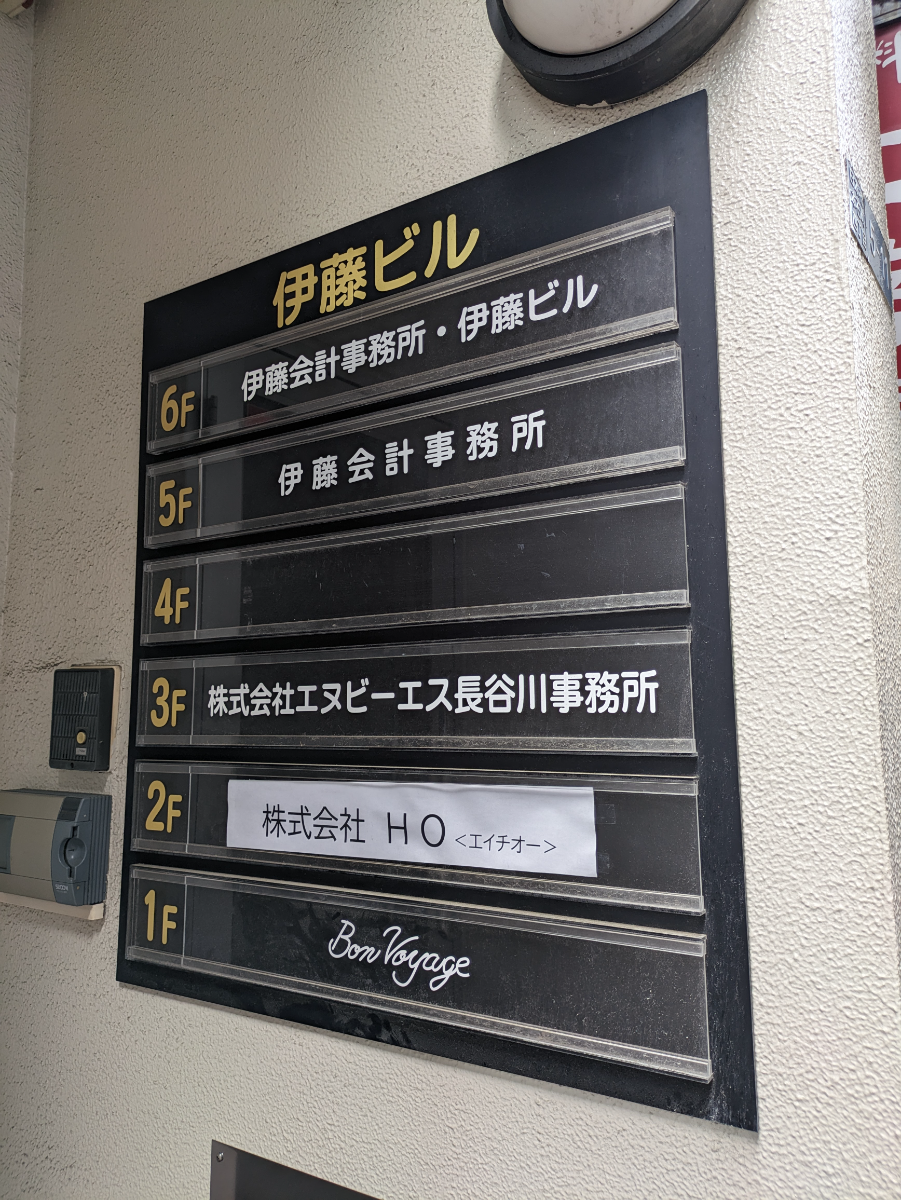 伊藤ビル
6F 伊藤会計事務所・伊藤ビル
5F 伊藤会計事務所
4F
3F 株式会社エヌビーエス長谷川事務所
2F 株式会社 HO <エイチオー>
1F Bon Voyage
SECOM